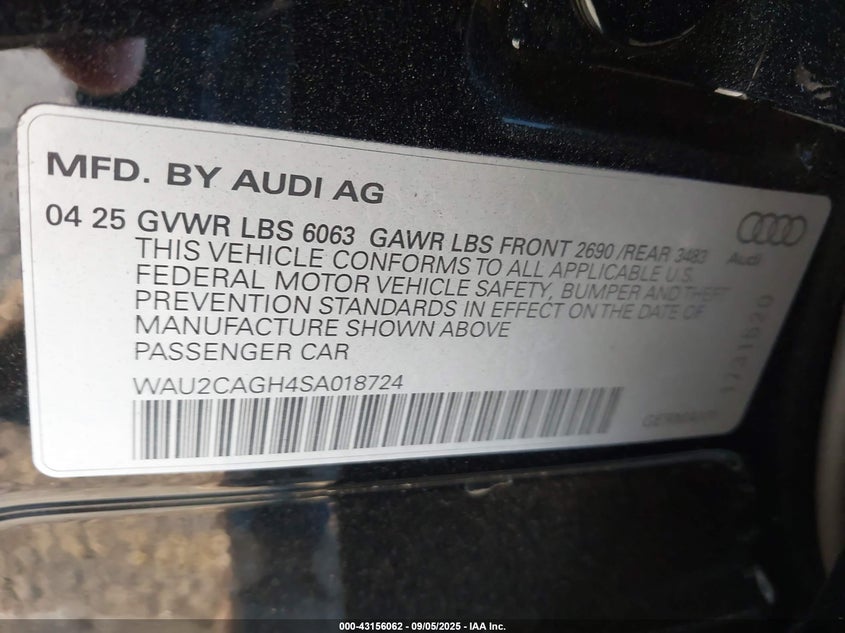 MFD. BY AUDI AG
04 25 GVWR LBS 6063 GAWR LBS FRONT 2690 /REAR 3483
THIS VEHICLE CONFORMS TO ALL APPLICABLE U.S.
FEDERAL MOTOR VEHICLE SAFETY, BUMPER AND THEFT
PREVENTION STANDARDS IN EFFECT ON THE DATE OF
MANUFACTURE SHOWN ABOVE
PASSENGER CAR
WAU2CAGH4SA018724
Audi
1731620
GERMANY
000-43156062 - 09/05/2025 - IAA Inc.